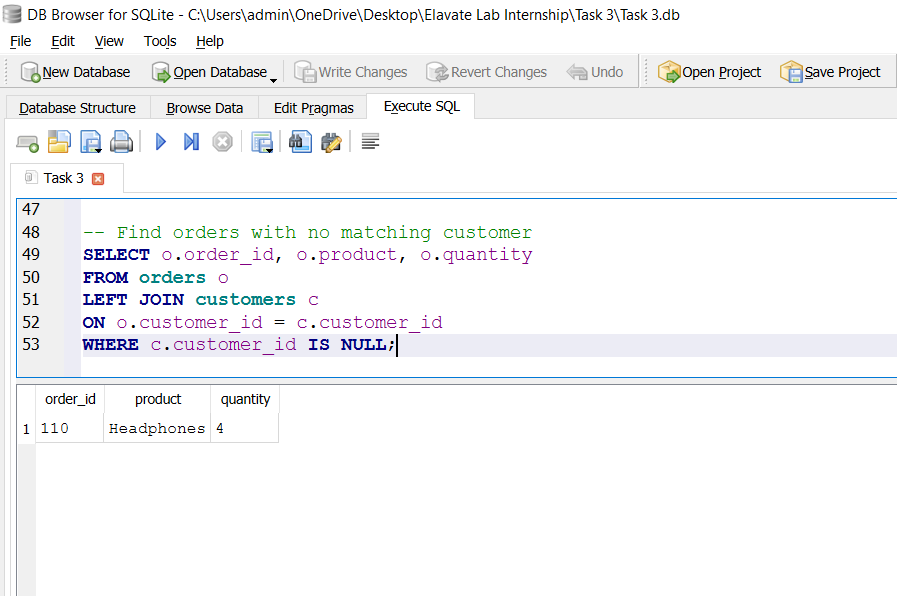 DB Browser for SQLite - C:\Users\admin\OneDrive\Desktop\Elavate Lab Internship\Task 3\Task 3.db
File Edit View Tools Help
New Database Open Database Write Changes Revert Changes Undo Open Project Save Project
Database Structure Browse Data Edit Pragmas Execute SQL
Task 3
47
48 -- Find orders with no matching customer
49 SELECT o.order_id, o.product, o.quantity
50 FROM orders o
51 LEFT JOIN customers c
52 ON o.customer_id = c.customer_id
53 WHERE c.customer_id IS NULL;
order_id product quantity
1 110 Headphones 4